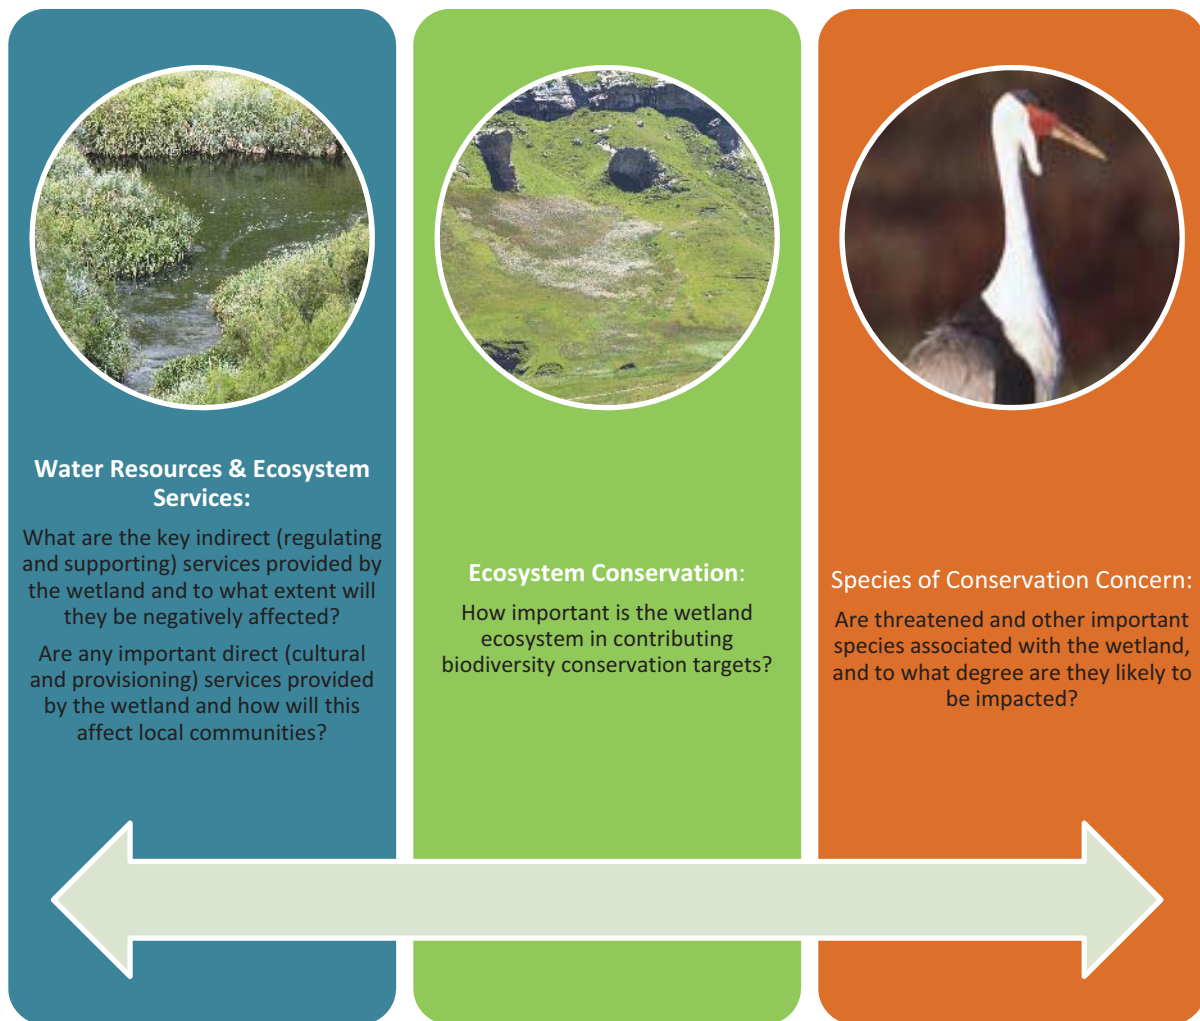 Water Resources & Ecosystem
Services:
What are the key indirect (regulating
and supporting) services provided by
the wetland and to what extent will
they be negatively affected?
Are any important direct (cultural
and provisioning) services provided
by the wetland and how will this
affect local communities?
Ecosystem Conservation:
How important is the wetland
ecosystem in contributing
biodiversity conservation targets?
Species of Conservation Concern:
Are threatened and other important
species associated with the wetland,
and to what degree are they likely to
be impacted?